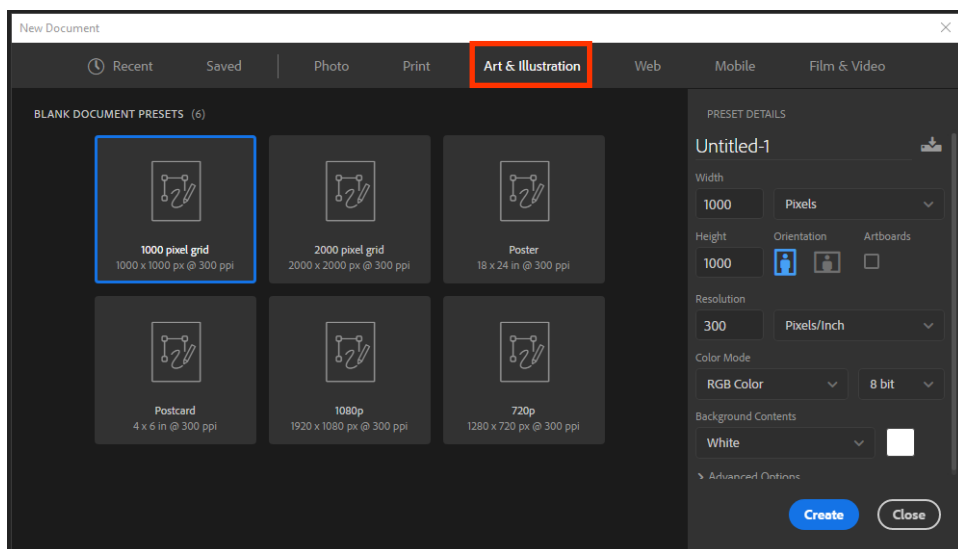 New Document
Recent Saved Photo Print Art & Illustration Web Mobile Film & Video
BLANK DOCUMENT PRESETS (6)
1000 pixel grid
1000 x 1000 px @ 300 ppi
2000 pixel grid
2000 x 2000 px @ 300 ppi
Poster
18 x 24 in @ 300 ppi
Postcard
4 x 6 in @ 300 ppi
1080p
1920 x 1080 px @ 300 ppi
720p
1280 x 720 px @ 300 ppi
PRESET DETAILS
Untitled-1
Width
1000 Pixels
Height Orientation Artboards
1000
Resolution
300 Pixels/Inch
Color Mode
RGB Color 8 bit
Background Contents
White
Advanced Options
Create Close